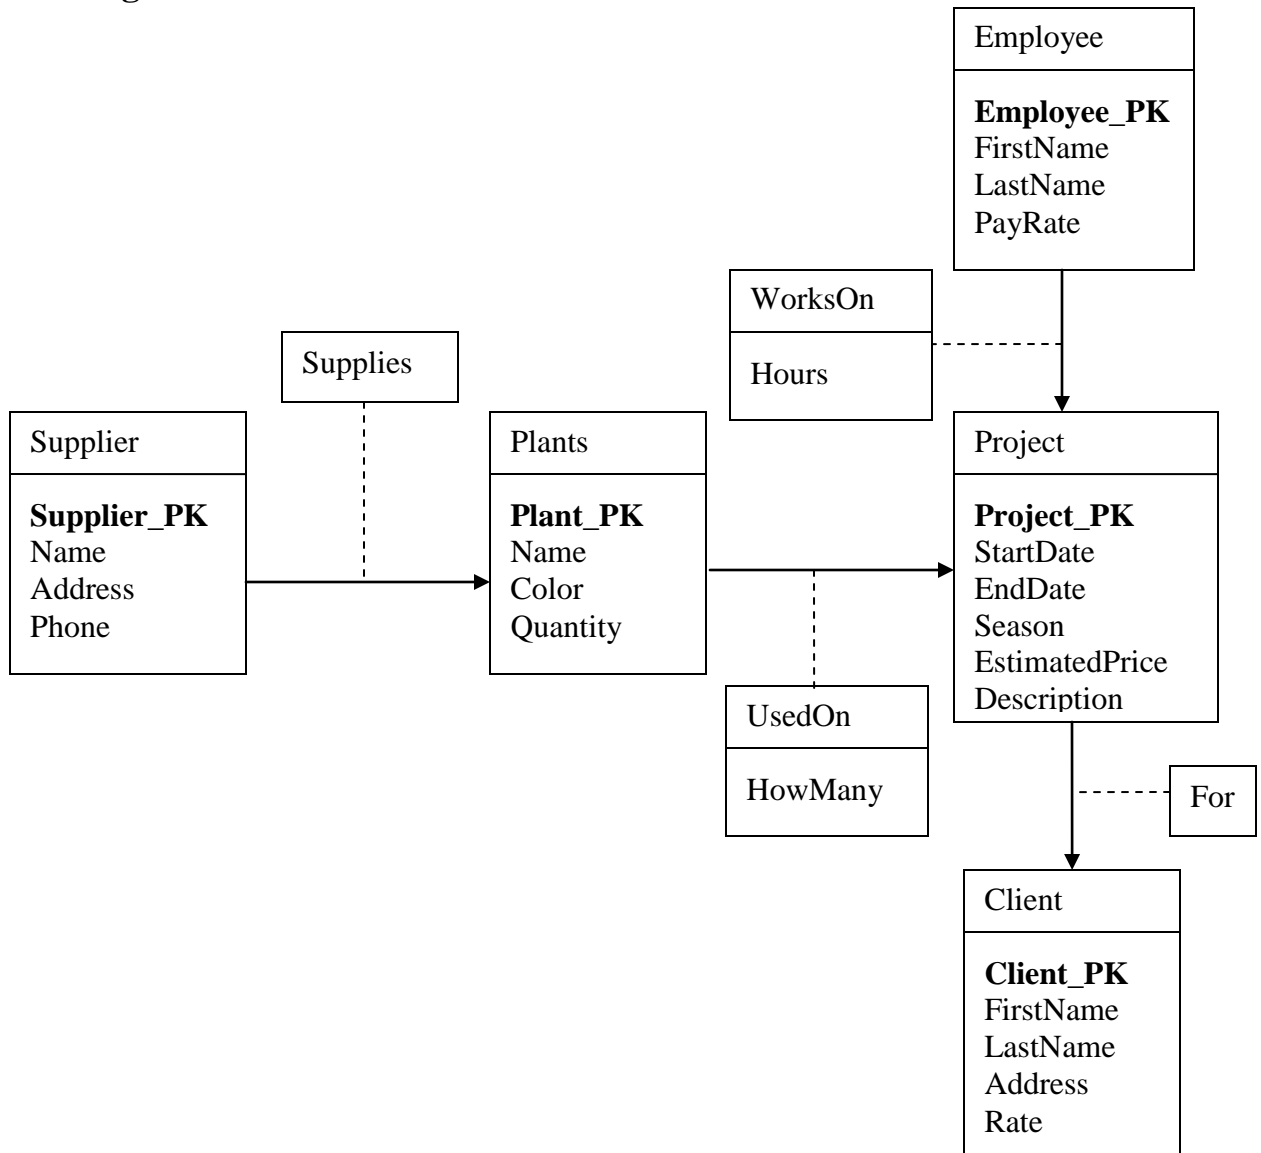 Employee
Employee_PK
FirstName
LastName
PayRate
WorksOn
Hours
Supplies
Supplier
Supplier_PK
Name
Address
Phone
Plants
Plant_PK
Name
Color
Quantity
Project
Project_PK
StartDate
EndDate
Season
EstimatedPrice
Description
UsedOn
HowMany
For
Client
Client_PK
FirstName
LastName
Address
Rate